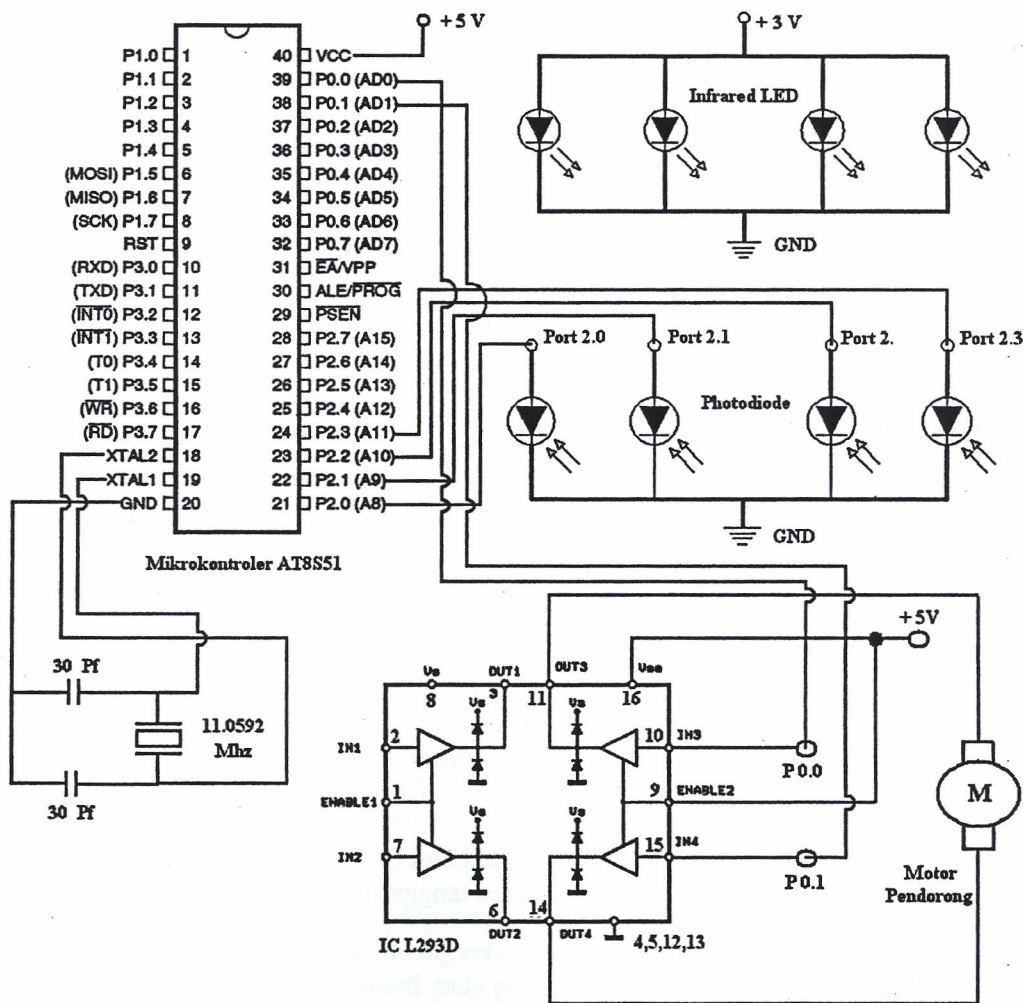 +5 V
+3 V
P1.0 1
P1.1 2
P1.2 3
P1.3 4
P1.4 5
(MOSI) P1.5 6
(MISO) P1.6 7
(SCK) P1.7 8
RST 9
(RXD) P3.0 10
(TXD) P3.1 11
(INT0) P3.2 12
(INT1) P3.3 13
(T0) P3.4 14
(T1) P3.5 15
(WR) P3.6 16
(RD) P3.7 17
XTAL2 18
XTAL1 19
GND 20
40 VCC
39 P0.0 (AD0)
38 P0.1 (AD1)
37 P0.2 (AD2)
36 P0.3 (AD3)
35 P0.4 (AD4)
34 P0.5 (AD5)
33 P0.6 (AD6)
32 P0.7 (AD7)
31 EA/VPP
30 ALE/PROG
29 PSEN
28 P2.7 (A15)
27 P2.6 (A14)
26 P2.5 (A13)
25 P2.4 (A12)
24 P2.3 (A11)
23 P2.2 (A10)
22 P2.1 (A9)
21 P2.0 (A8)
Mikrokontroler AT8S51
Infrared LED
GND
Port 2.0
Port 2.1
Port 2.
Port 2.3
Photodiode
GND
30 Pf
11.0592
Mhz
30 Pf
+5V
Vs
8
OUT1
3
OUT3
11
Vss
16
Vs
Vs
IN1
2
10
IN3
P0.0
ENABLE1
1
9
ENABLE2
Vs
Vs
IN2
7
15
IN4
P0.1
6
OUT2
14
OUT4
4,5,12,13
IC L293D
M
Motor
Pendorong